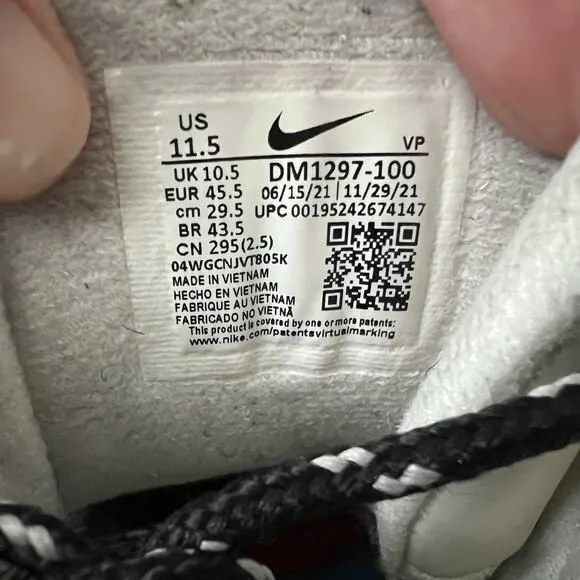 US
11.5
VP
UK 10.5
DM1297-100
EUR 45.5
06/15/21 | 11/29/21
cm 29.5
UPC 00195242674147
BR 43.5
CN 295(2.5)
04WGCNJVT805K
MADE IN VIETNAM
HECHO EN VIETNAM
FABRIQUE AU VIETNAM
FABRICADO NO VIETNÃ
This product is covered by one or more patents:
www.nike.com/patentsvirtualmarking